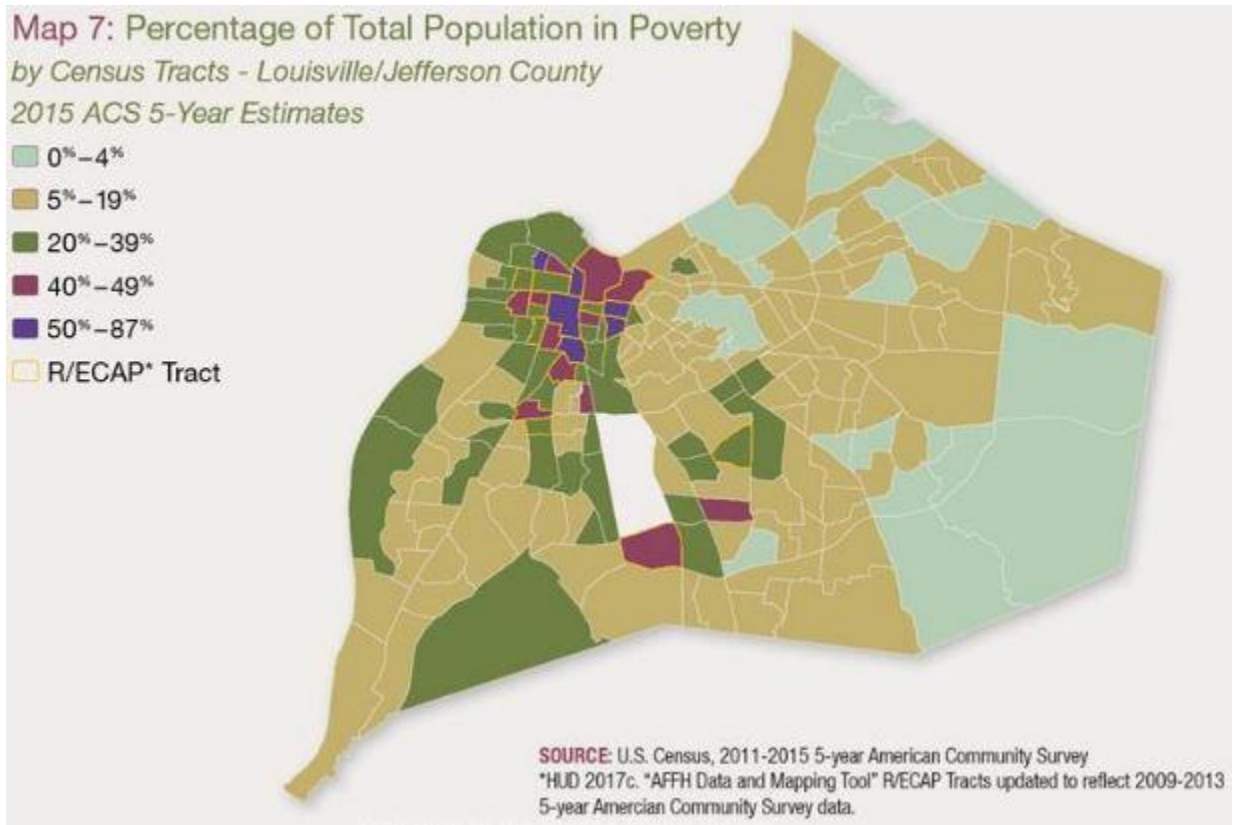 Map 7: Percentage of Total Population in Poverty
by Census Tracts - Louisville/Jefferson County
2015 ACS 5-Year Estimates
0%–4%
5%–19%
20%–39%
40%–49%
50%–87%
R/ECAP* Tract
SOURCE: U.S. Census, 2011-2015 5-year American Community Survey
*HUD 2017c. "AFFH Data and Mapping Tool" R/ECAP Tracts updated to reflect 2009-2013
5-year Amercian Community Survey data.